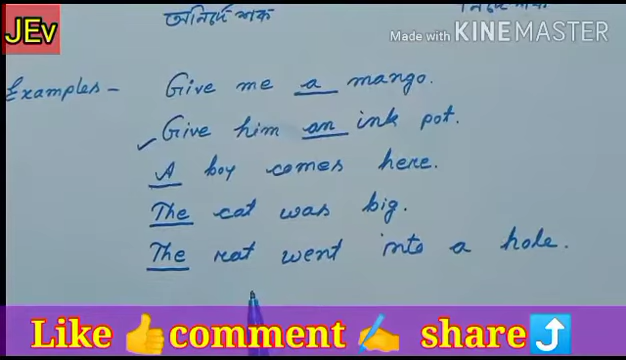 JEv
Made with KINEMASTER
অনির্দেশক
নির্দেশক
Examples - Give me a mango.
Give him an ink pot.
A boy comes here.
The cat was big.
The rat went into a hole.
Like 👍 comment ✍️ share ⤴️